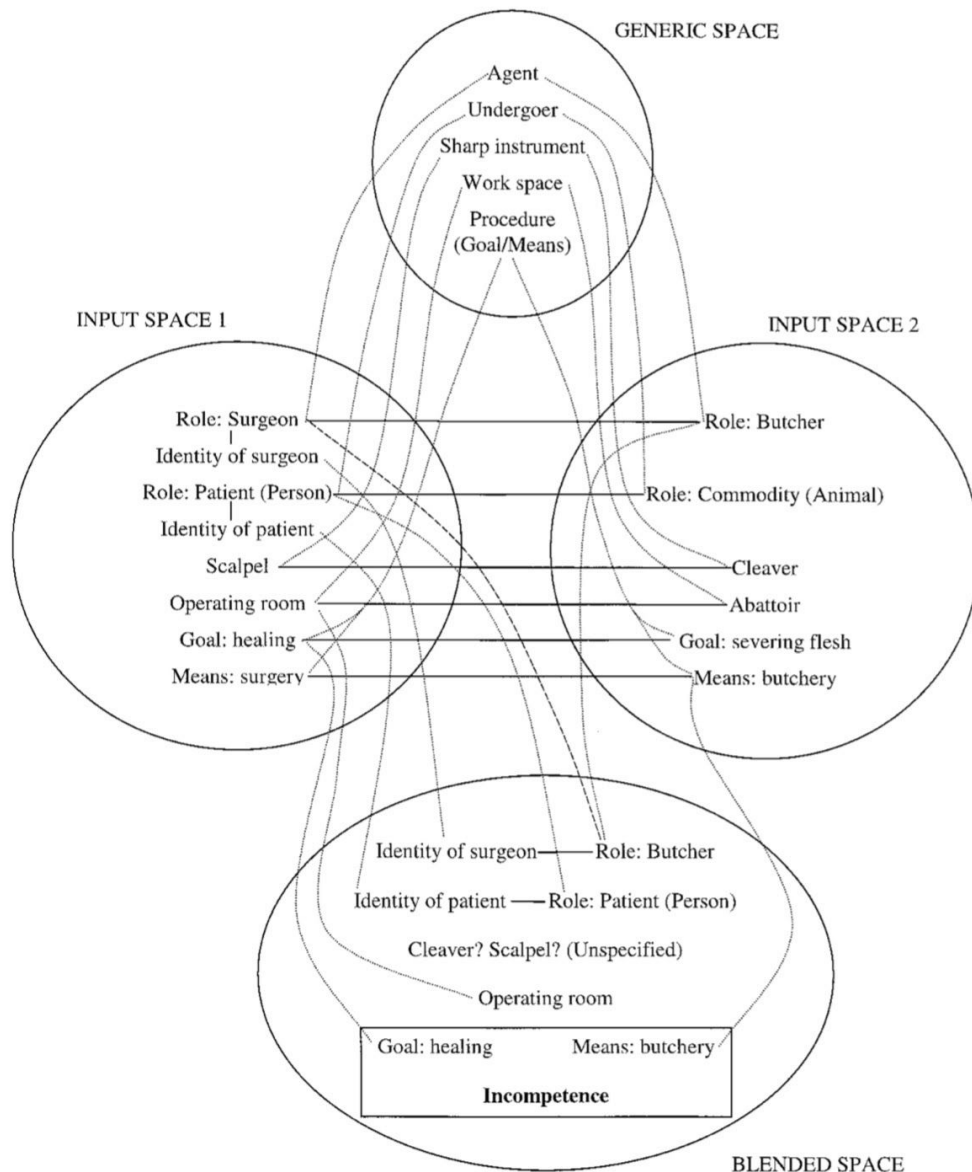 GENERIC SPACE
Agent
Undergoer
Sharp instrument
Work space
Procedure
(Goal/Means)
INPUT SPACE 1
Role: Surgeon
Identity of surgeon
Role: Patient (Person)
Identity of patient
Scalpel
Operating room
Goal: healing
Means: surgery
INPUT SPACE 2
Role: Butcher
Role: Commodity (Animal)
Cleaver
Abattoir
Goal: severing flesh
Means: butchery
Identity of surgeon Role: Butcher
Identity of patient Role: Patient (Person)
Cleaver? Scalpel? (Unspecified)
Operating room
Goal: healing Means: butchery
Incompetence
BLENDED SPACE